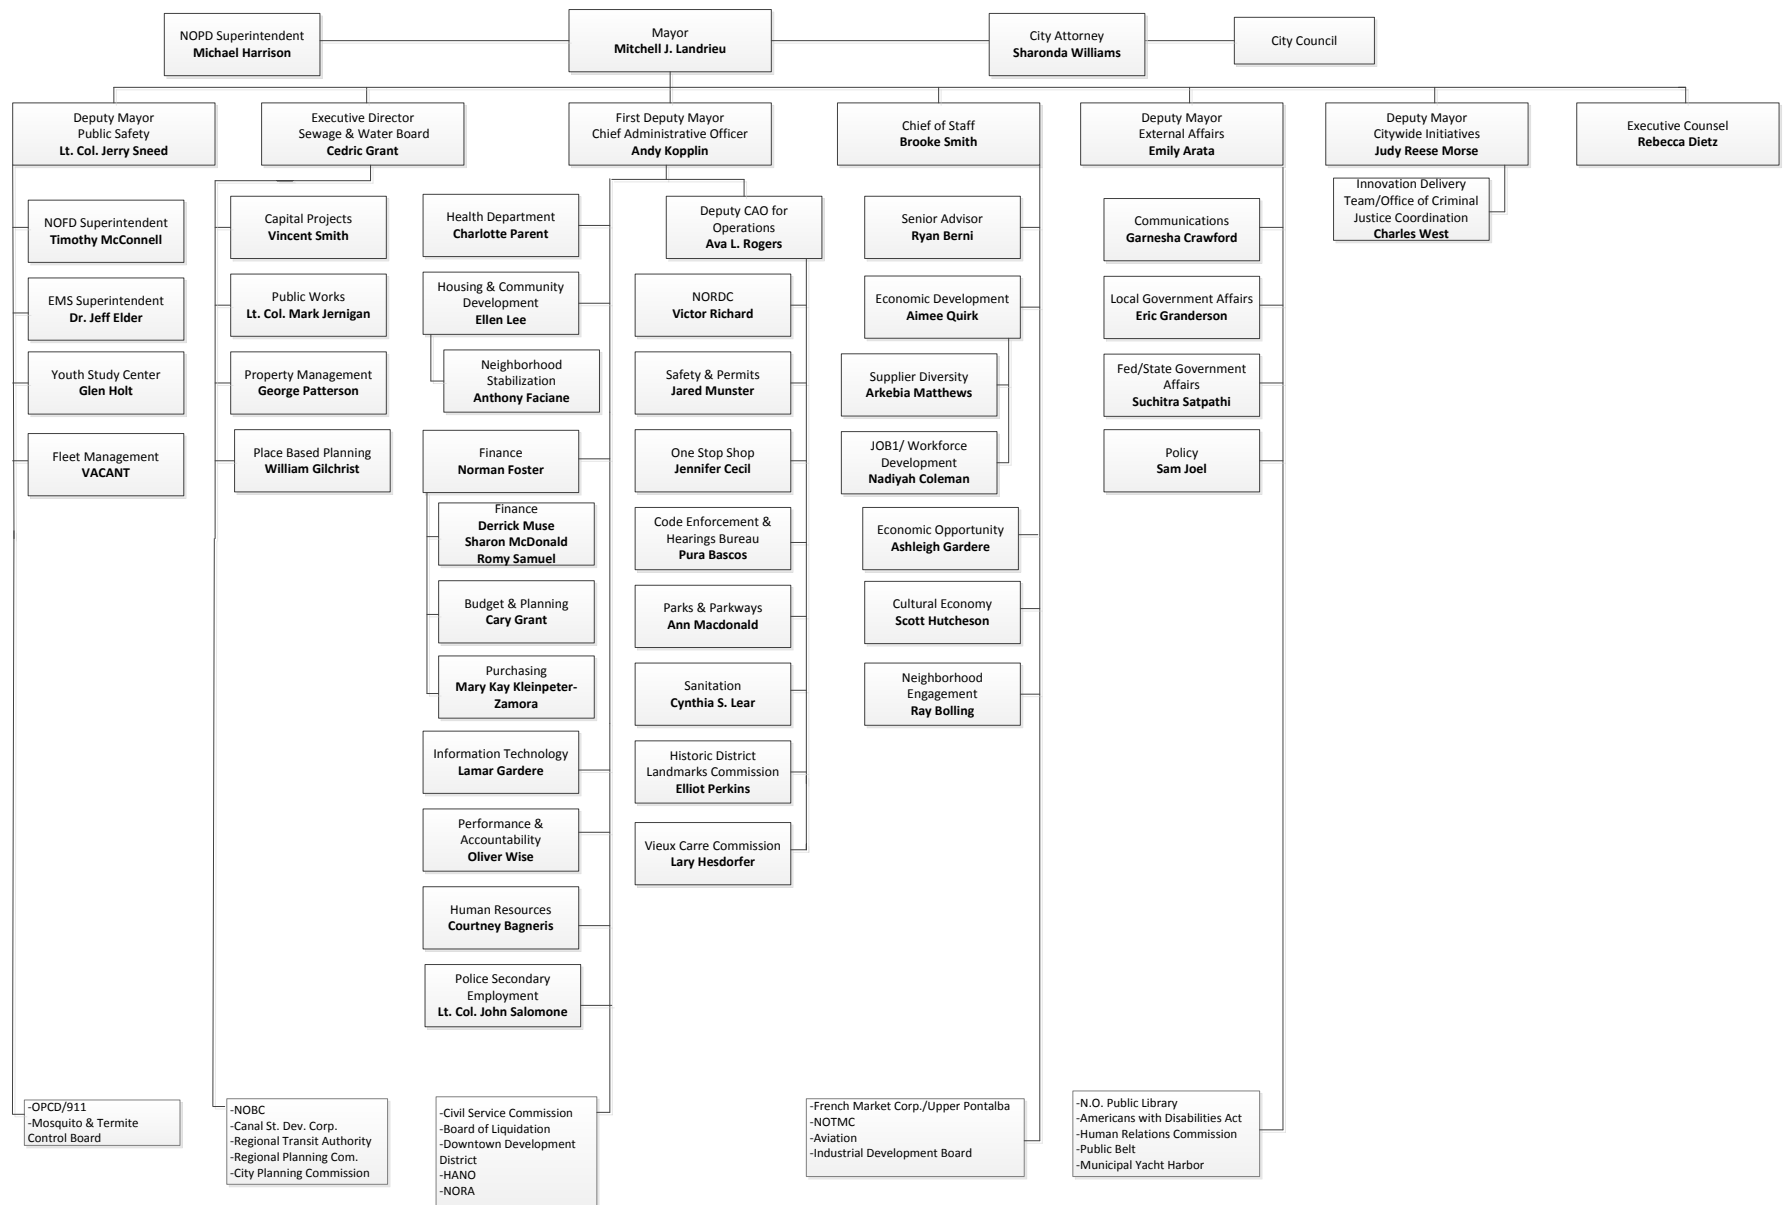 NOPD Superintendent
Michael Harrison
Mayor
Mitchell J. Landrieu
City Attorney
Sharonda Williams
City Council
Deputy Mayor
Public Safety
Lt. Col. Jerry Sneed
Executive Director
Sewage & Water Board
Cedric Grant
First Deputy Mayor
Chief Administrative Officer
Andy Kopplin
Chief of Staff
Brooke Smith
Deputy Mayor
External Affairs
Emily Arata
Deputy Mayor
Citywide Initiatives
Judy Reese Morse
Executive Counsel
Rebecca Dietz
NOFD Superintendent
Timothy McConnell
EMS Superintendent
Dr. Jeff Elder
Youth Study Center
Glen Holt
Fleet Management
VACANT
-OPCD/911
-Mosquito & Termite
Control Board
Capital Projects
Vincent Smith
Public Works
Lt. Col. Mark Jernigan
Property Management
George Patterson
Place Based Planning
William Gilchrist
-NOBC
-Canal St. Dev. Corp.
-Regional Transit Authority
-Regional Planning Com.
-City Planning Commission
Health Department
Charlotte Parent
Housing & Community
Development
Ellen Lee
Neighborhood
Stabilization
Anthony Faciane
Finance
Norman Foster
Finance
Derrick Muse
Sharon McDonald
Romy Samuel
Budget & Planning
Cary Grant
Purchasing
Mary Kay Kleinpeter-
Zamora
Information Technology
Lamar Gardere
Performance &
Accountability
Oliver Wise
Human Resources
Courtney Bagneris
Police Secondary
Employment
Lt. Col. John Salomone
-Civil Service Commission
-Board of Liquidation
-Downtown Development
District
-HANO
-NORA
Deputy CAO for
Operations
Ava L. Rogers
NORDC
Victor Richard
Safety & Permits
Jared Munster
One Stop Shop
Jennifer Cecil
Code Enforcement &
Hearings Bureau
Pura Bascos
Parks & Parkways
Ann Macdonald
Sanitation
Cynthia S. Lear
Historic District
Landmarks Commission
Elliot Perkins
Vieux Carre Commission
Lary Hesdorfer
Senior Advisor
Ryan Berni
Economic Development
Aimee Quirk
Supplier Diversity
Arkebia Matthews
JOB1/ Workforce
Development
Nadiyah Coleman
Economic Opportunity
Ashleigh Gardere
Cultural Economy
Scott Hutcheson
Neighborhood
Engagement
Ray Bolling
-French Market Corp./Upper Pontalba
-NOTMC
-Aviation
-Industrial Development Board
Communications
Garnesha Crawford
Local Government Affairs
Eric Granderson
Fed/State Government
Affairs
Suchitra Satpathi
Policy
Sam Joel
-N.O. Public Library
-Americans with Disabilities Act
-Human Relations Commission
-Public Belt
-Municipal Yacht Harbor
Innovation Delivery
Team/Office of Criminal
Justice Coordination
Charles West